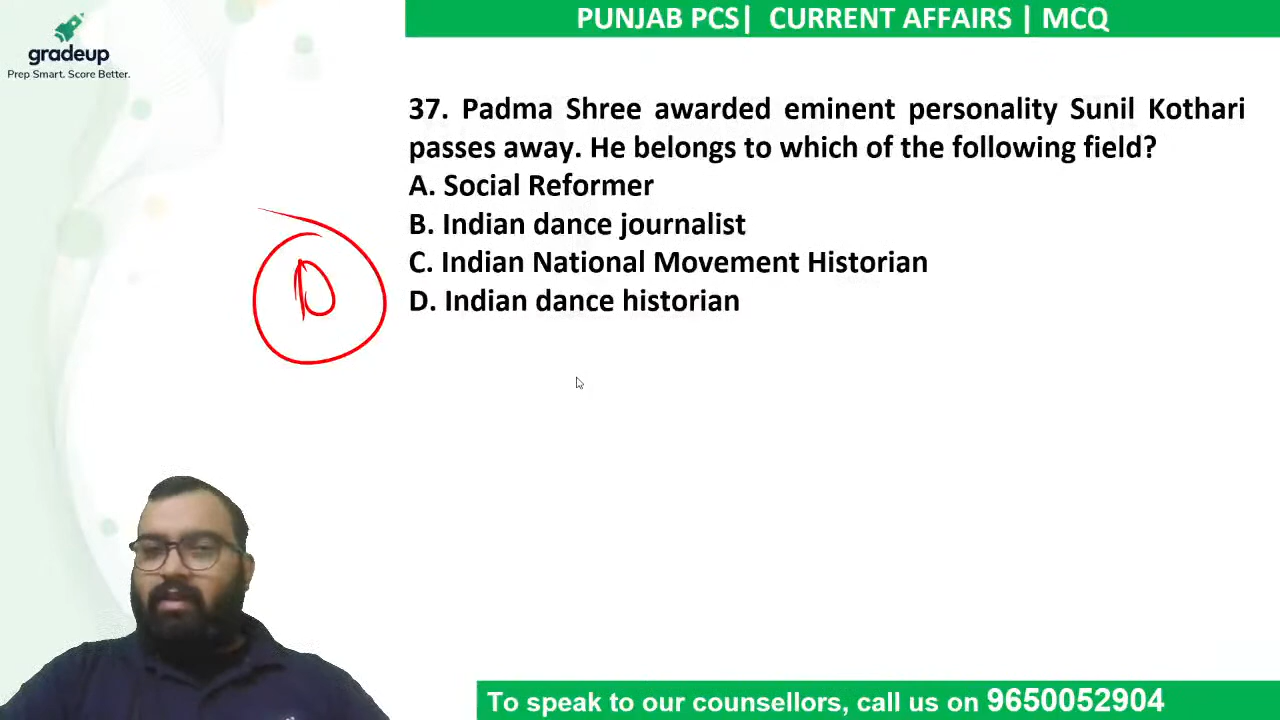 PUNJAB PCS| CURRENT AFFAIRS | MCQ
gradeup
Prep Smart. Score Better.
37. Padma Shree awarded eminent personality Sunil Kothari
passes away. He belongs to which of the following field?
A. Social Reformer
B. Indian dance journalist
C. Indian National Movement Historian
D. Indian dance historian
D
To speak to our counsellors, call us on 9650052904